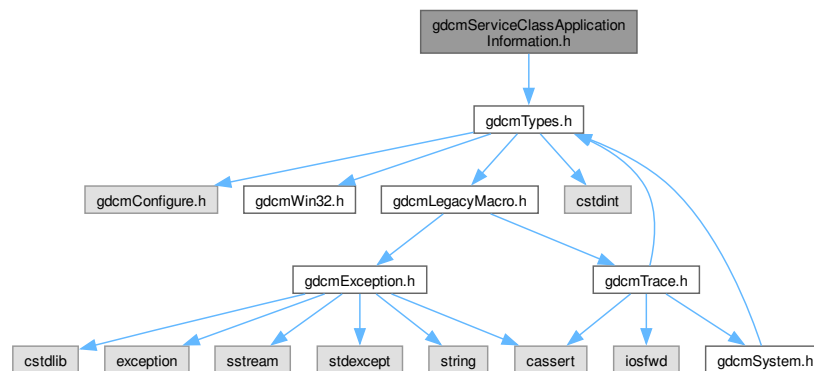 gdcmServiceClassApplication
Information.h
gdcmTypes.h
gdcmConfigure.h
gdcmWin32.h
gdcmLegacyMacro.h
cstdint
gdcmException.h
gdcmTrace.h
cstdlib
exception
sstream
stdexcept
string
cassert
iosfwd
gdcmSystem.h